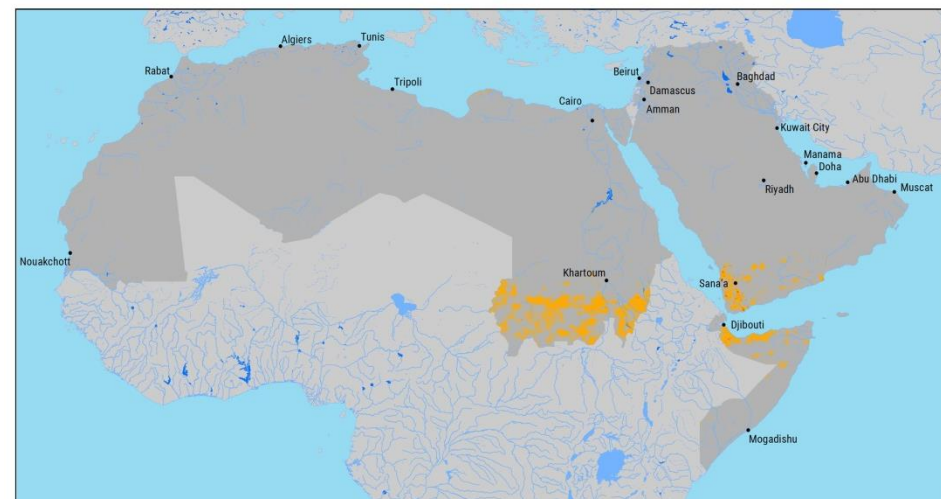 Algiers
Tunis
Rabat
Tripoli
Beirut
Damascus
Baghdad
Amman
Cairo
Kuwait City
Manama
Doha
Abu Dhabi
Riyadh
Muscat
Nouakchott
Khartoum
Sana'a
Djibouti
Mogadishu